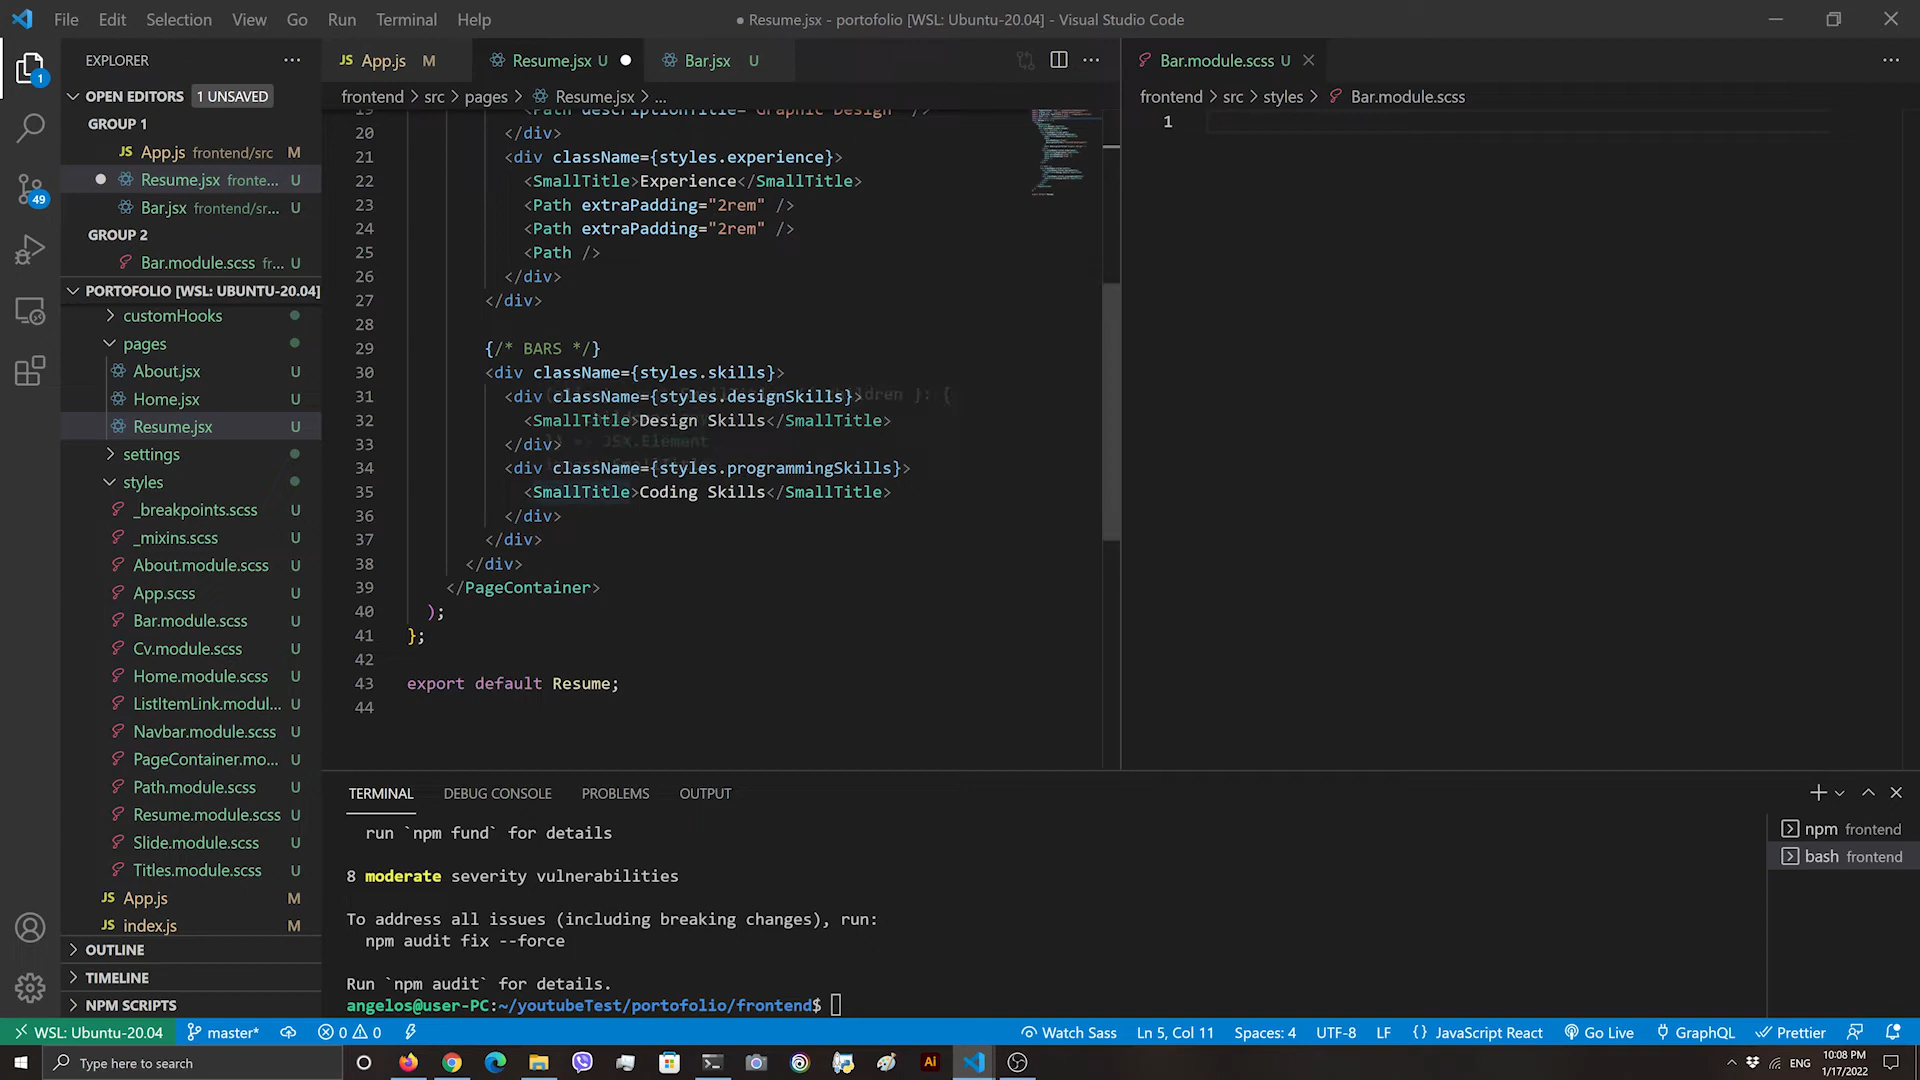 File Edit Selection View Go Run Terminal Help
● Resume.jsx - portofolio [WSL: Ubuntu-20.04] - Visual Studio Code
EXPLORER
OPEN EDITORS 1 UNSAVED
GROUP 1
JS App.js frontend/src M
Resume.jsx fronte... U
Bar.jsx frontend/sr... U
GROUP 2
Bar.module.scss fr... U
PORTOFOLIO [WSL: UBUNTU-20.04]
customHooks
pages
About.jsx U
Home.jsx U
Resume.jsx U
settings
styles
_breakpoints.scss U
_mixins.scss U
About.module.scss U
App.scss U
Bar.module.scss U
Cv.module.scss U
Home.module.scss U
ListItemLink.modul... U
Navbar.module.scss U
PageContainer.mo... U
Path.module.scss U
Resume.module.scss U
Slide.module.scss U
Titles.module.scss U
JS App.js M
JS index.js M
OUTLINE
TIMELINE
NPM SCRIPTS
1
49
JS App.js M
Resume.jsx U
Bar.jsx U
frontend > src > pages > Resume.jsx > ...
19 <Path descriptionTitle="Graphic Design" />
20 </div>
21 <div className={styles.experience}>
22 <SmallTitle>Experience</SmallTitle>
23 <Path extraPadding="2rem" />
24 <Path extraPadding="2rem" />
25 <Path />
26 </div>
27 </div>
28
29 {/* BARS */}
30 <div className={styles.skills}>
31 <div className={styles.designSkills}>
32 <SmallTitle>Design Skills</SmallTitle>
33 </div>
34 <div className={styles.programmingSkills}>
35 <SmallTitle>Coding Skills</SmallTitle>
36 </div>
37 </div>
38 </div>
39 </PageContainer>
40 );
41 };
42
43 export default Resume;
44
Bar.module.scss U
frontend > src > styles > Bar.module.scss
1
TERMINAL DEBUG CONSOLE PROBLEMS OUTPUT
run `npm fund` for details
8 moderate severity vulnerabilities
To address all issues (including breaking changes), run:
npm audit fix --force
Run `npm audit` for details.
angelos@user-PC:~/youtubeTest/portofolio/frontend$
npm frontend
bash frontend
WSL: Ubuntu-20.04 master* 0 0 Watch Sass Ln 5, Col 11 Spaces: 4 UTF-8 LF {} JavaScript React Go Live GraphQL Prettier
Type here to search
Ai
ENG
10:08 PM
1/17/2022